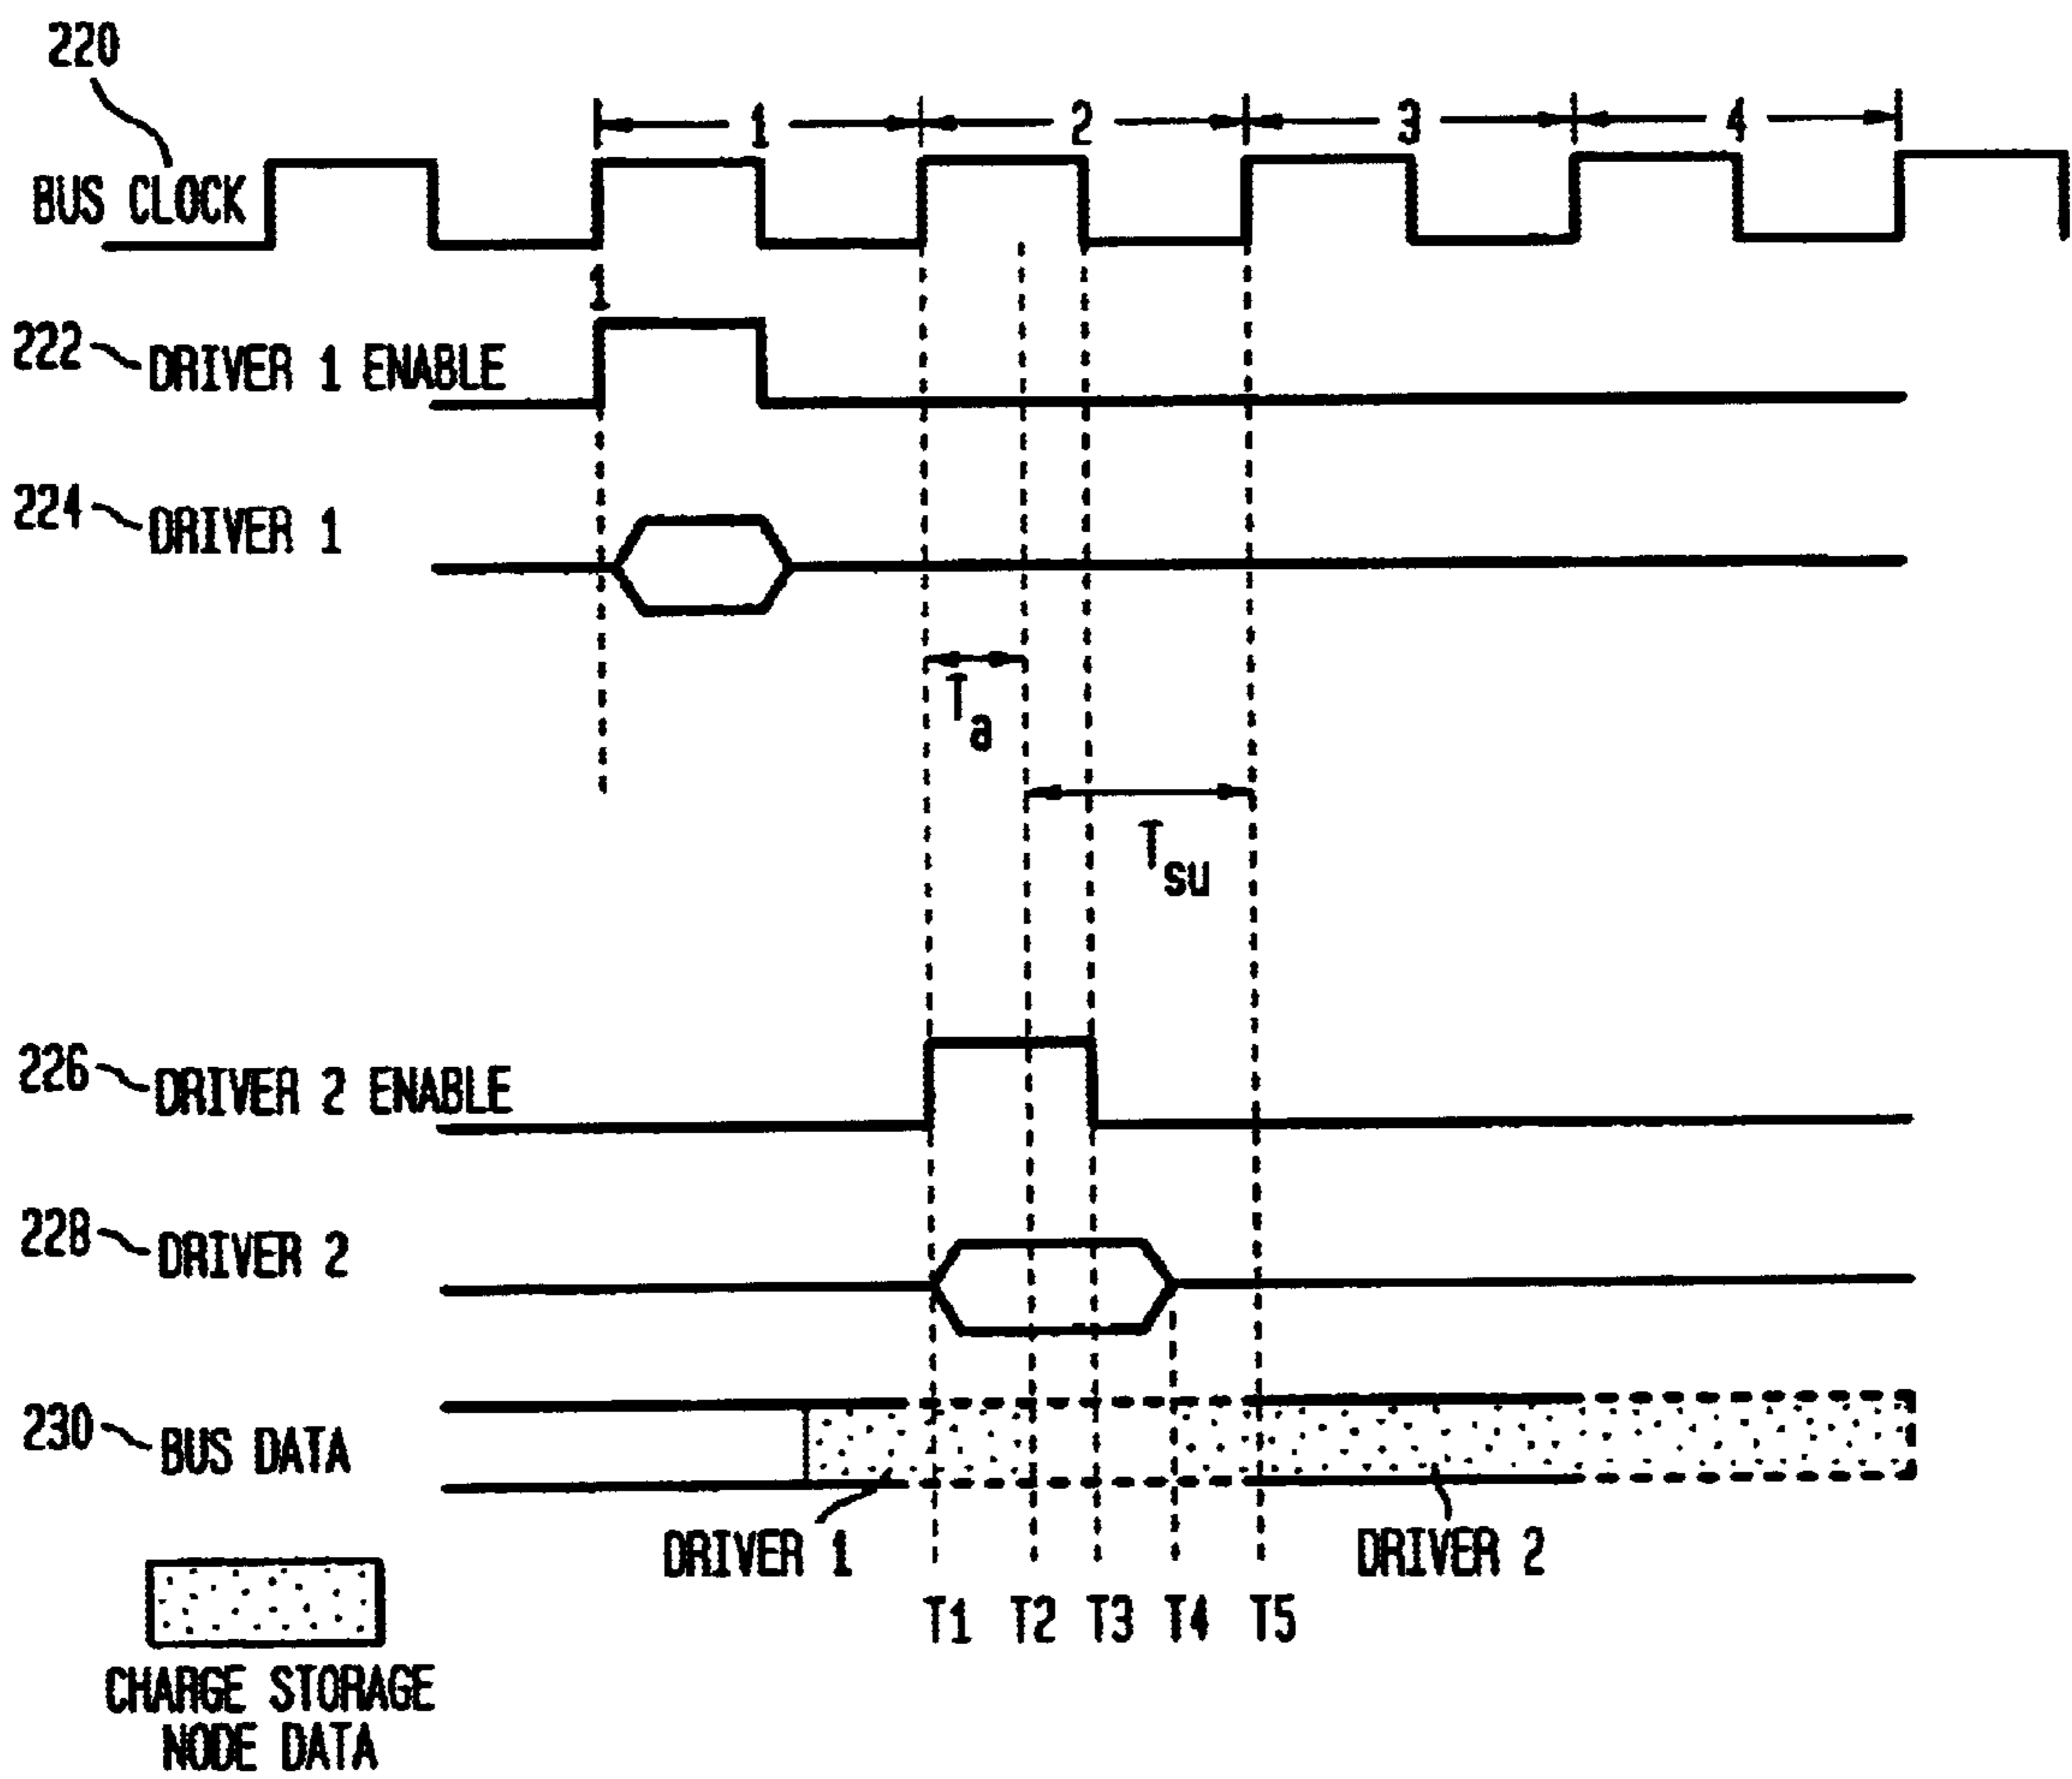 220
1 2 3 4
BUS CLOCK
1
222 DRIVER 1 ENABLE
224 DRIVER 1
Ta
Tsu
226 DRIVER 2 ENABLE
228 DRIVER 2
230 BUS DATA
DRIVER 1 DRIVER 2
T1 T2 T3 T4 T5
CHARGE STORAGE
NODE DATA